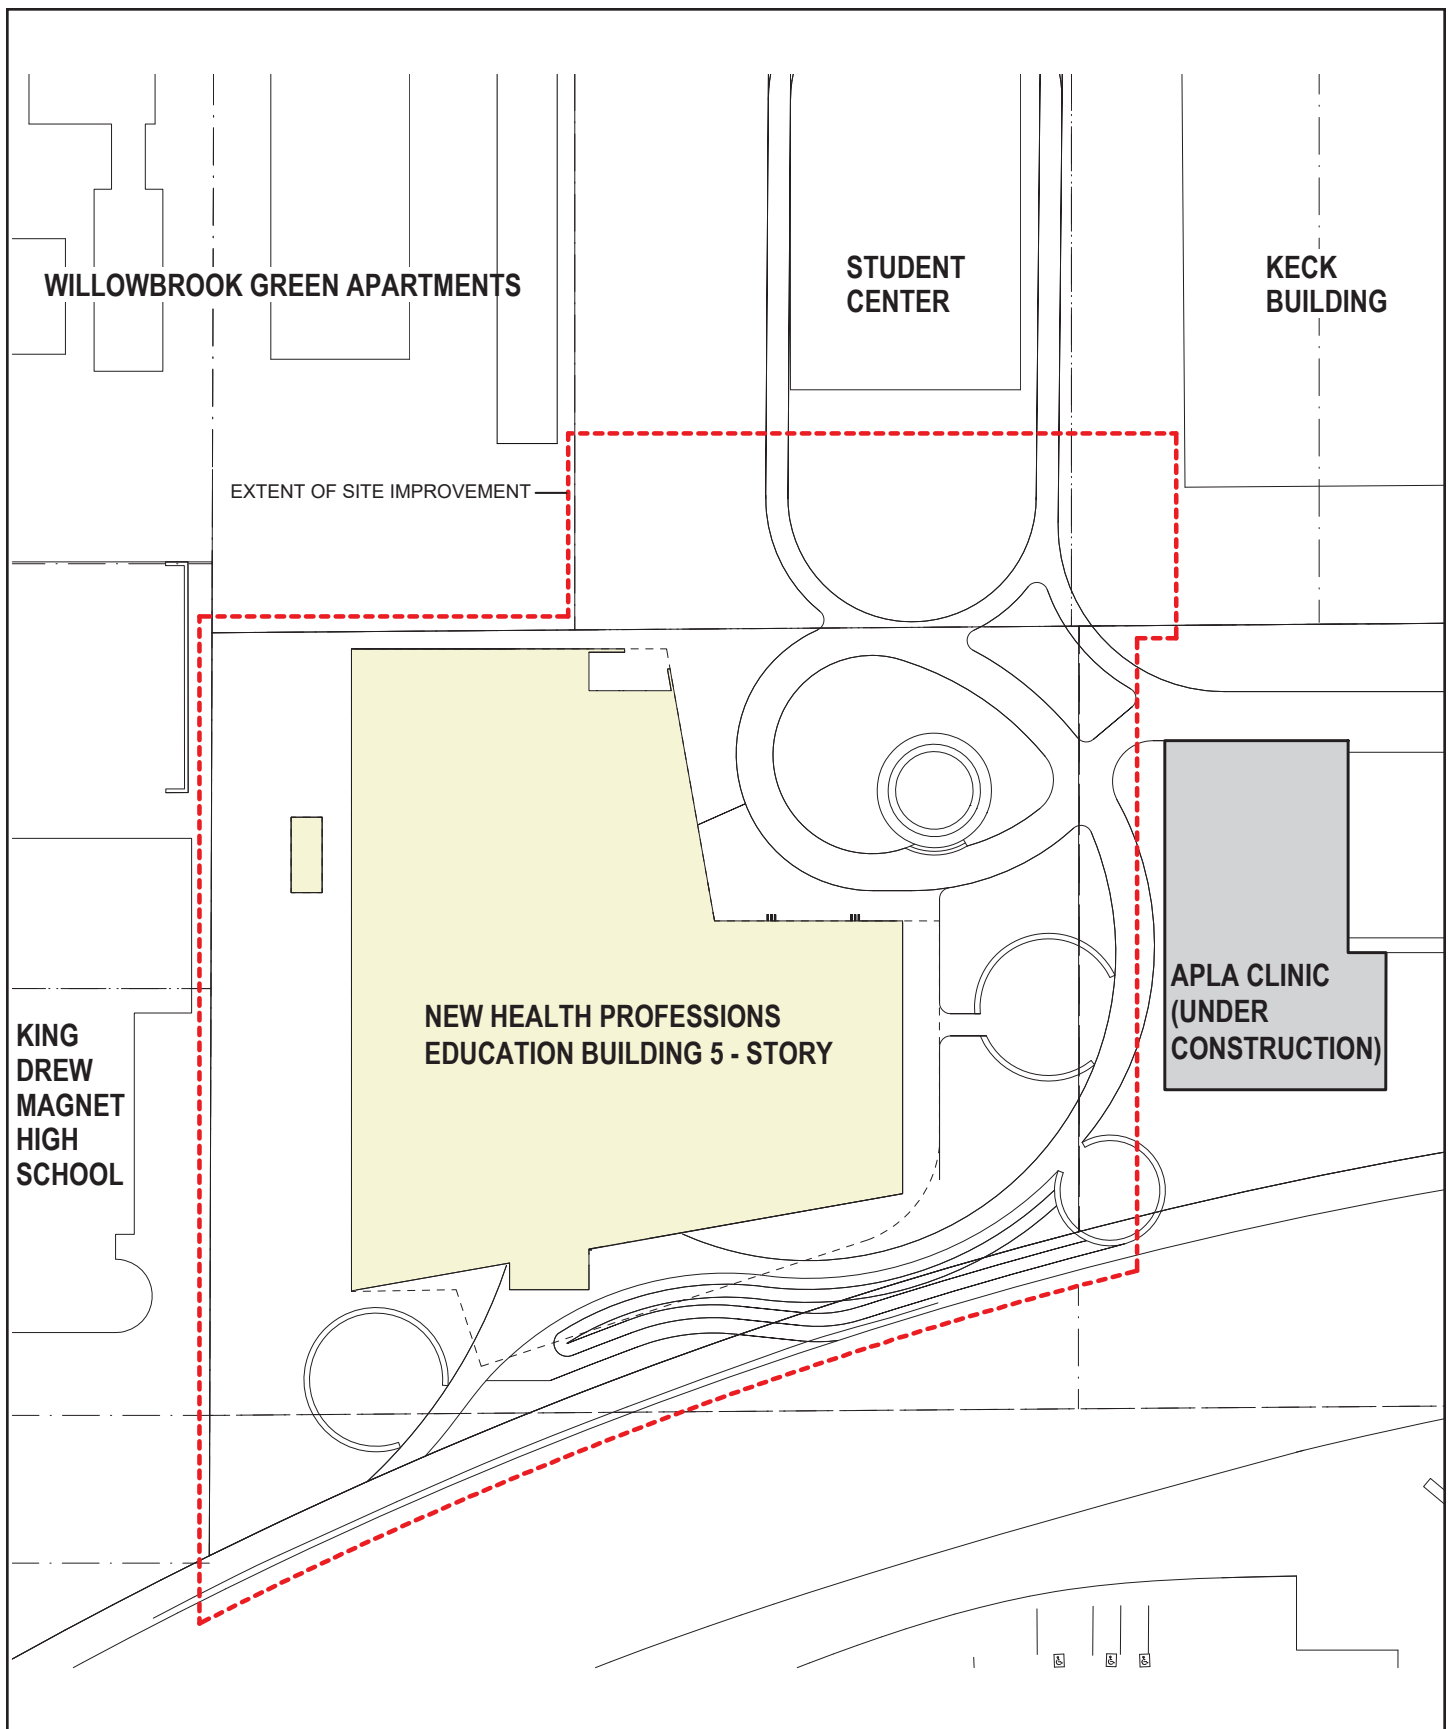 WILLOWBROOK GREEN APARTMENTS
STUDENT
CENTER
KECK
BUILDING
EXTENT OF SITE IMPROVEMENT
NEW HEALTH PROFESSIONS
EDUCATION BUILDING 5 - STORY
APLA CLINIC
(UNDER
CONSTRUCTION)
KING
DREW
MAGNET
HIGH
SCHOOL